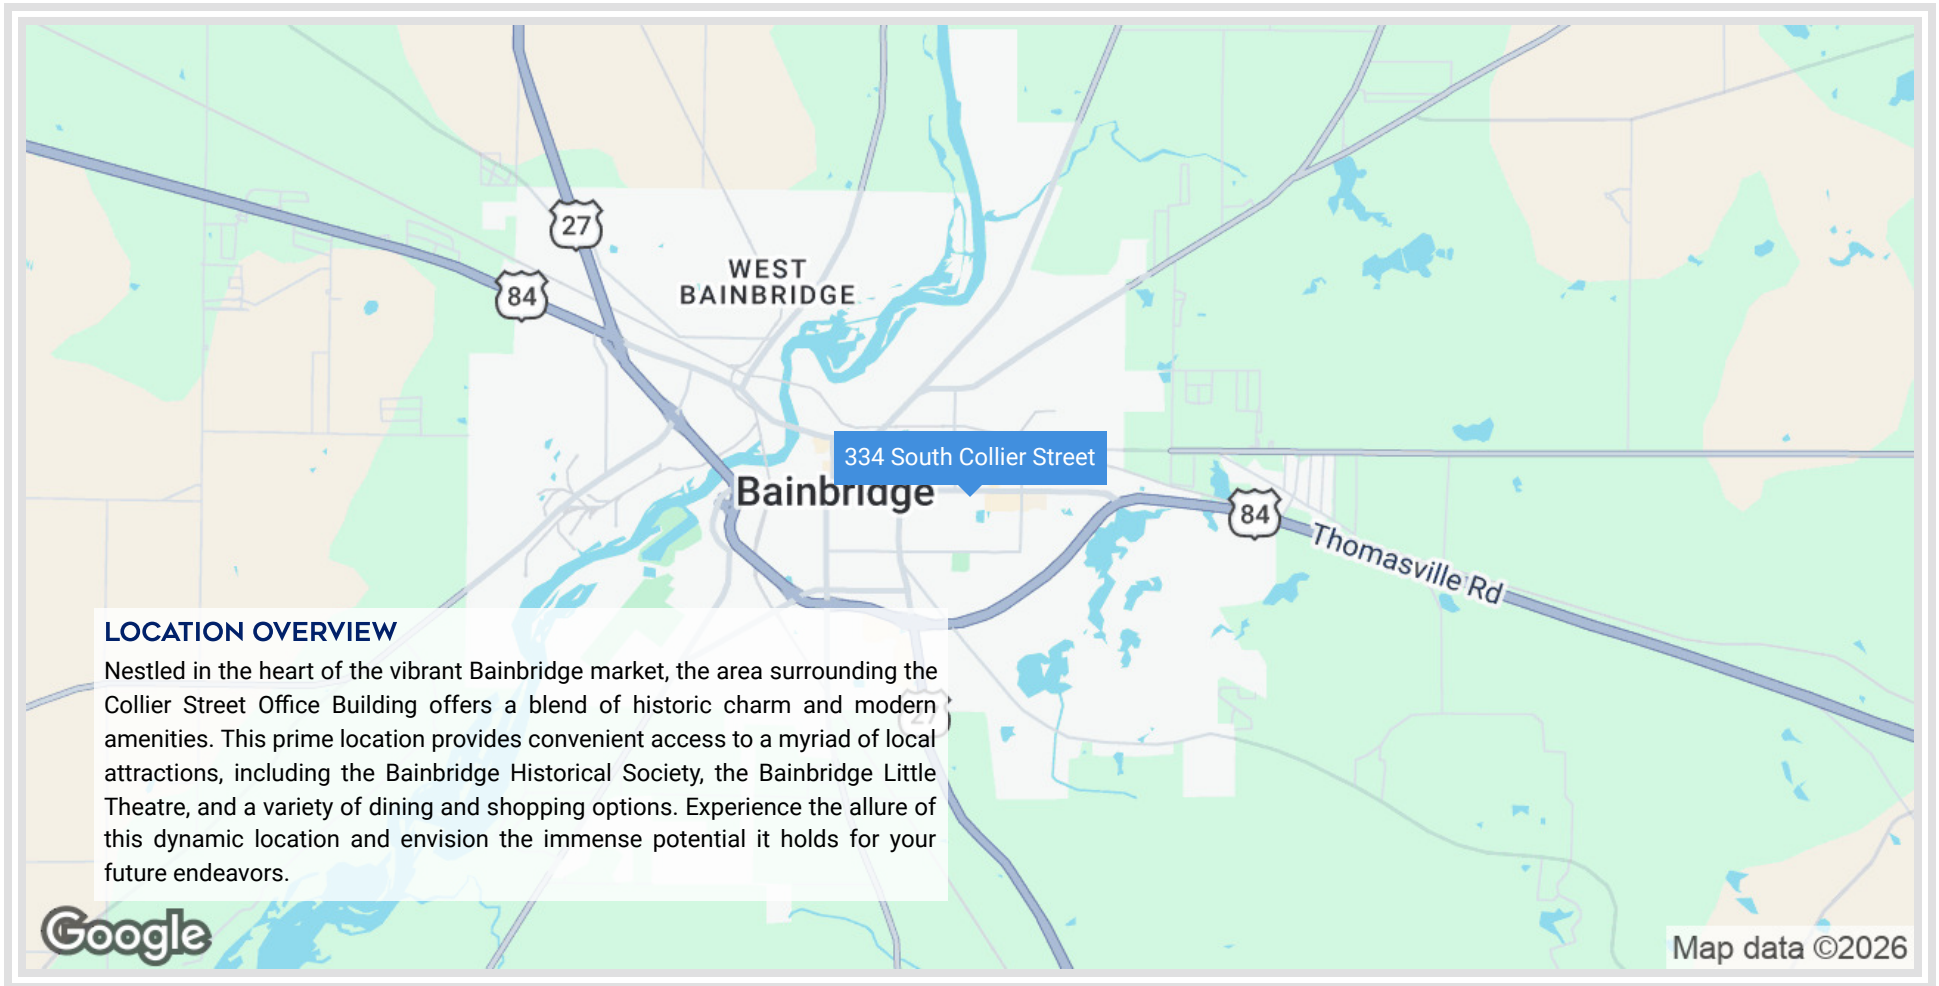 27
WEST
BAINBRIDGE
84
334 South Collier Street
Bainbridge
84
Thomasville Rd
LOCATION OVERVIEW
Nestled in the heart of the vibrant Bainbridge market, the area surrounding the
Collier Street Office Building offers a blend of historic charm and modern
amenities. This prime location provides convenient access to a myriad of local
attractions, including the Bainbridge Historical Society, the Bainbridge Little
Theatre, and a variety of dining and shopping options. Experience the allure of
this dynamic location and envision the immense potential it holds for your
future endeavors.
27
Google
Map data ©2026